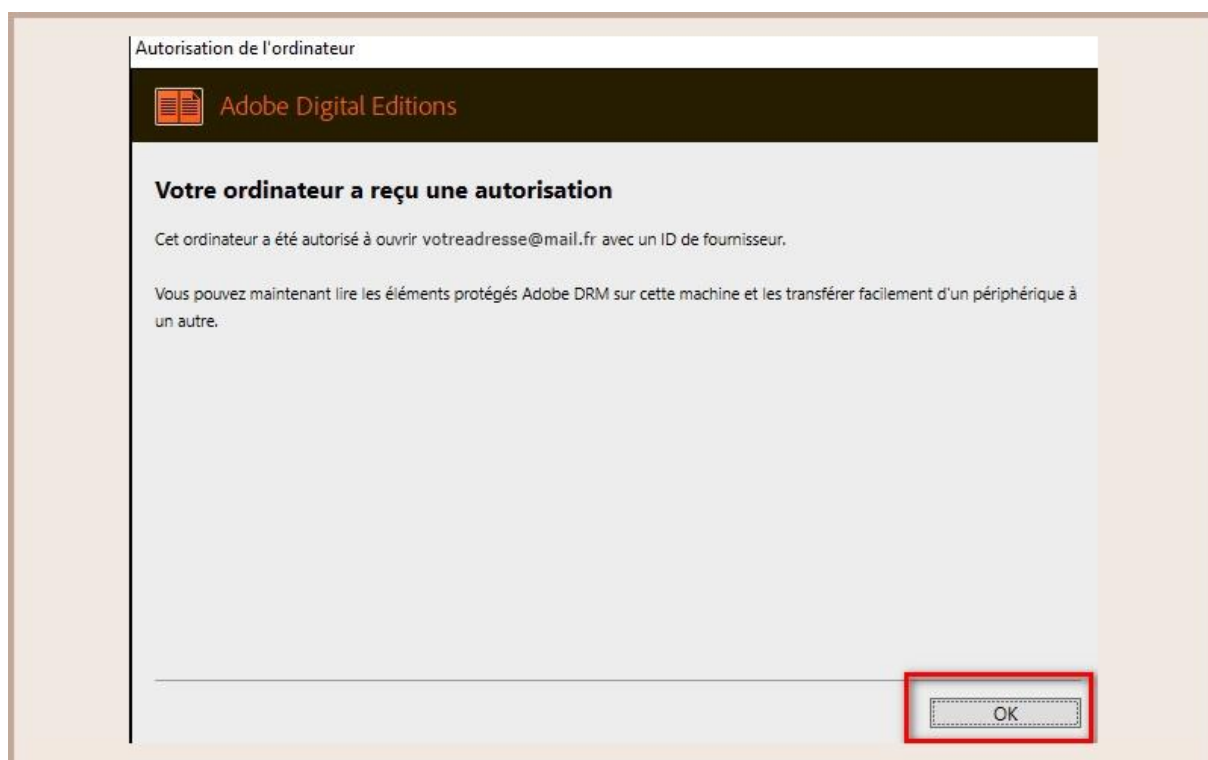 Autorisation de l'ordinateur
Adobe Digital Editions
Votre ordinateur a reçu une autorisation
Cet ordinateur a été autorisé à ouvrir votreadresse@mail.fr avec un ID de fournisseur.
Vous pouvez maintenant lire les éléments protégés Adobe DRM sur cette machine et les transférer facilement d'un périphérique à
un autre.
OK